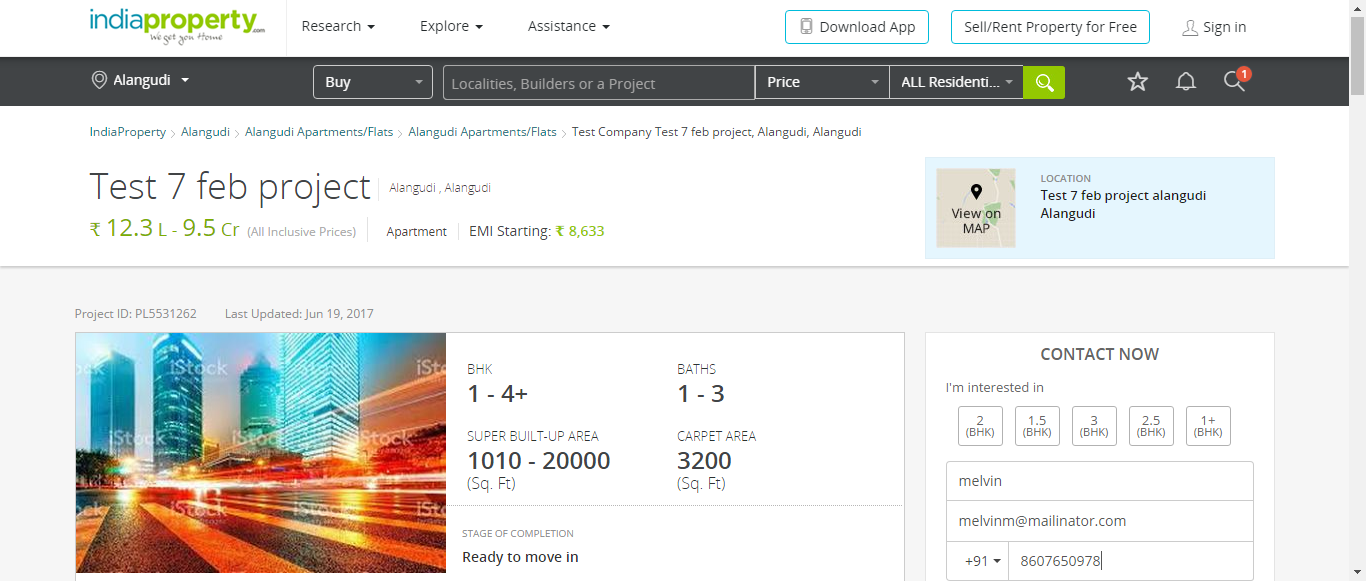 indiaproperty.com
We get you Home
Research
Explore
Assistance
Download App
Sell/Rent Property for Free
Sign in
Alangudi
Buy
Localities, Builders or a Project
Price
ALL Residenti...
1
IndiaProperty > Alangudi > Alangudi Apartments/Flats > Alangudi Apartments/Flats > Test Company Test 7 feb project, Alangudi, Alangudi
Test 7 feb project
Alangudi , Alangudi
₹ 12.3 L - 9.5 Cr (All Inclusive Prices)
Apartment
EMI Starting: ₹ 8,633
View on
MAP
LOCATION
Test 7 feb project alangudi
Alangudi
Project ID: PL5531262
Last Updated: Jun 19, 2017
iStock
iStock
iStock
iStock
BHK
1 - 4+
BATHS
1 - 3
SUPER BUILT-UP AREA
1010 - 20000
(Sq. Ft)
CARPET AREA
3200
(Sq. Ft)
STAGE OF COMPLETION
Ready to move in
CONTACT NOW
I'm interested in
2
(BHK)
1.5
(BHK)
3
(BHK)
2.5
(BHK)
1+
(BHK)
melvin
melvinm@mailinator.com
+91
8607650978